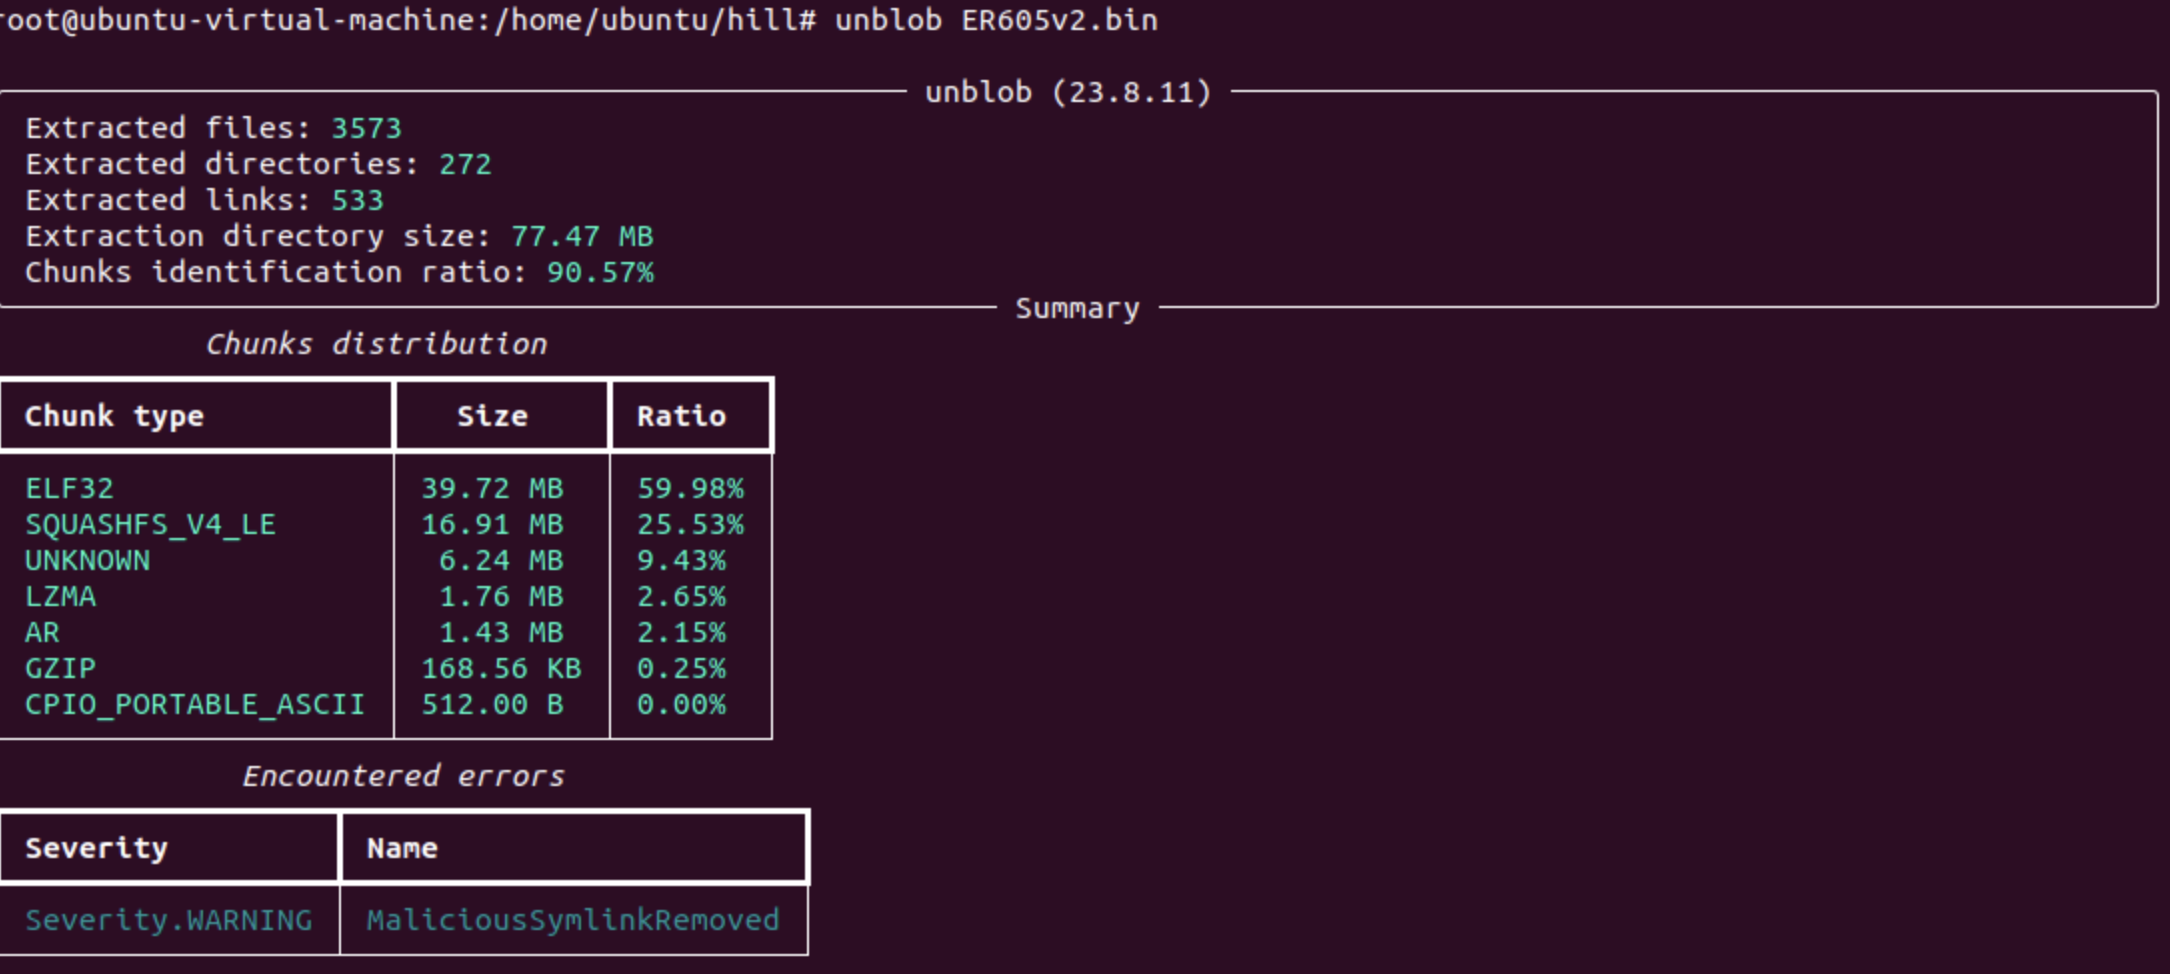 root@ubuntu-virtual-machine:/home/ubuntu/hill# unblob ER605v2.bin
unblob (23.8.11)
Extracted files: 3573
Extracted directories: 272
Extracted links: 533
Extraction directory size: 77.47 MB
Chunks identification ratio: 90.57%
Summary
Chunks distribution
Chunk type Size Ratio
ELF32 39.72 MB 59.98%
SQUASHFS_V4_LE 16.91 MB 25.53%
UNKNOWN 6.24 MB 9.43%
LZMA 1.76 MB 2.65%
AR 1.43 MB 2.15%
GZIP 168.56 KB 0.25%
CPIO_PORTABLE_ASCII 512.00 B 0.00%
Encountered errors
Severity Name
Severity.WARNING MaliciousSymlinkRemoved